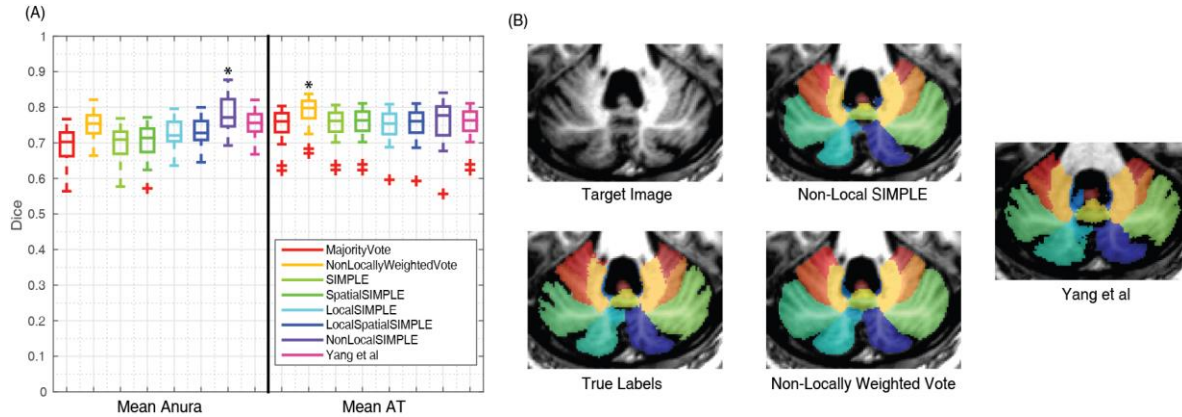 (A)
1
0.9
0.8
0.7
0.6
0.5
0.4
0.3
0.2
0.1
0
Dice
*
*
MajorityVote
NonLocallyWeightedVote
SIMPLE
SpatialSIMPLE
LocalSIMPLE
LocalSpatialSIMPLE
NonLocalSIMPLE
Yang et al
Mean Anura
Mean AT
(B)
Target Image
Non-Local SIMPLE
True Labels
Non-Locally Weighted Vote
Yang et al